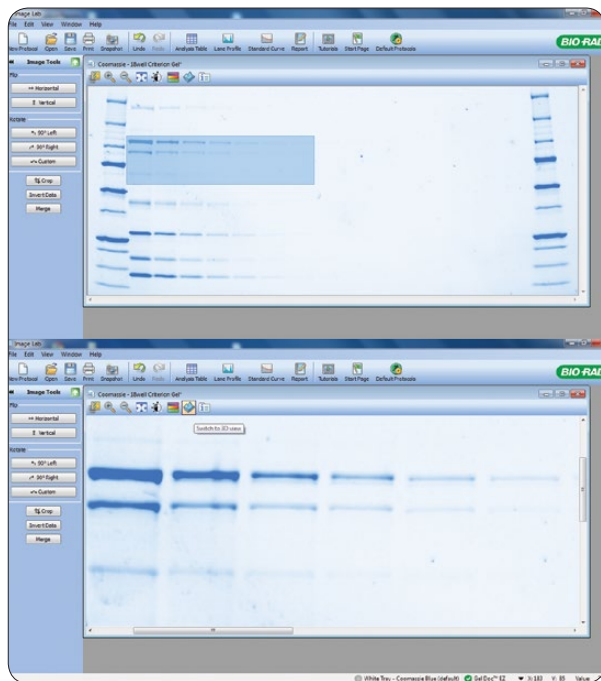 Image Lab
File Edit View Window Help
New Protocol Open Save Print Snapshot Undo Redo Analysis Table Lane Profile Standard Curve Report Tutorials Start Page Default Protocols
BIO-RAD
Image Tools
Coomassie - 18well Criterion Gel*
Flip
Horizontal
Vertical
Rotate
90° Left
90° Right
Custom
Crop
Invert Data
Merge
Image Lab
File Edit View Window Help
New Protocol Open Save Print Snapshot Undo Redo Analysis Table Lane Profile Standard Curve Report Tutorials Start Page Default Protocols
BIO-RAD
Image Tools
Coomassie - 18well Criterion Gel*
Flip
Horizontal
Vertical
Switch to 3D view
Rotate
90° Left
90° Right
Custom
Crop
Invert Data
Merge
White Tray - Coomassie Blue (default) Gel Doc™ EZ X: 163 Y: 85 Value